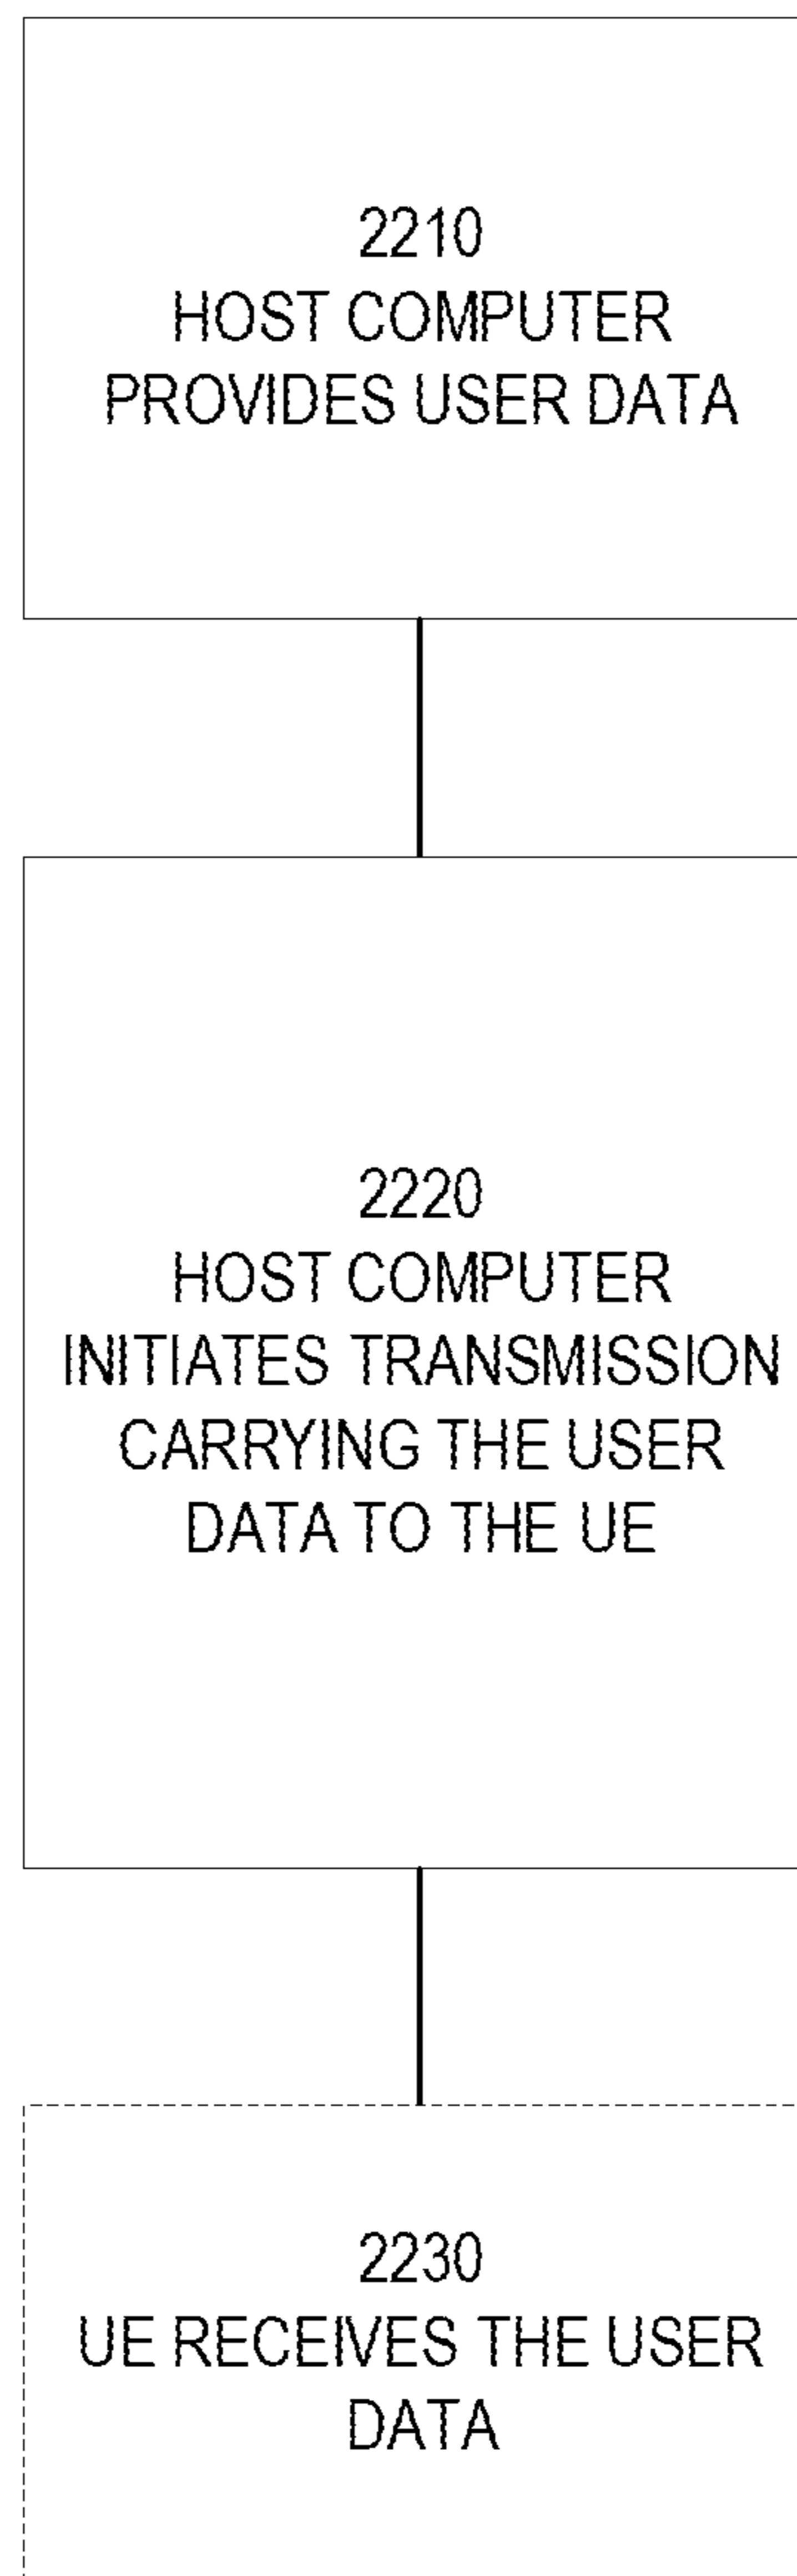 2210
HOST COMPUTER
PROVIDES USER DATA
2220
HOST COMPUTER
INITIATES TRANSMISSION
CARRYING THE USER
DATA TO THE UE
2230
UE RECEIVES THE USER
DATA